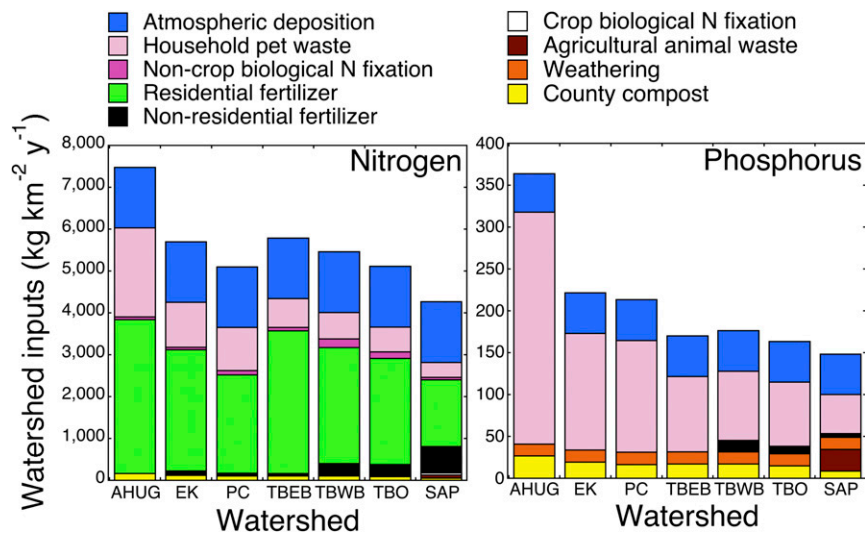 Atmospheric deposition
Household pet waste
Non-crop biological N fixation
Residential fertilizer
Non-residential fertilizer
Crop biological N fixation
Agricultural animal waste
Weathering
County compost
Watershed inputs (kg km⁻² y⁻¹)
Nitrogen
8,000
7,000
6,000
5,000
4,000
3,000
2,000
1,000
0
AHUG EK PC TBEB TBWB TBO SAP
Watershed
Phosphorus
400
350
300
250
200
150
100
50
0
AHUG EK PC TBEB TBWB TBO SAP
Watershed